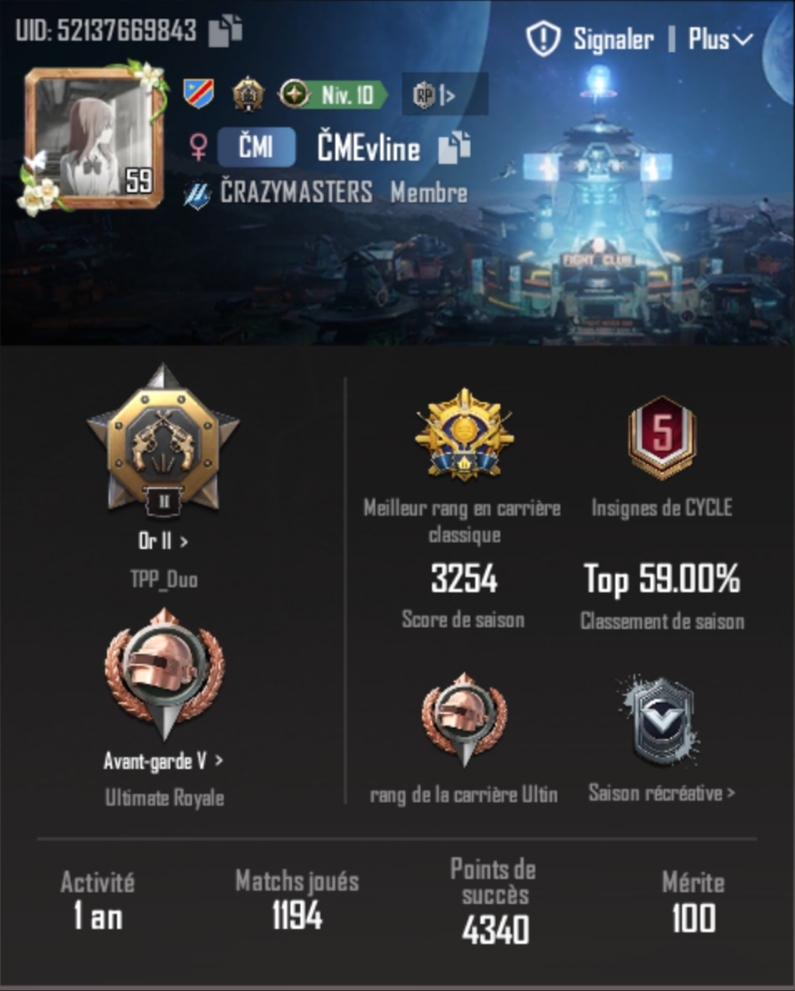 UID: 52137669843
Signaler | Plus
Niv. 10
RP 1>
59
ČMI ČMEvline
ČRAZYMASTERS Membre
FIGHT CLUB
II
Or II >
TPP_Duo
Avant-garde V >
Ultimate Royale
Meilleur rang en carrière
classique
5
Insignes de CYCLE
3254
Score de saison
Top 59.00%
Classement de saison
rang de la carrière Ultin
Saison récréative >
Activité
1 an
Matchs joués
1194
Points de
succès
4340
Mérite
100